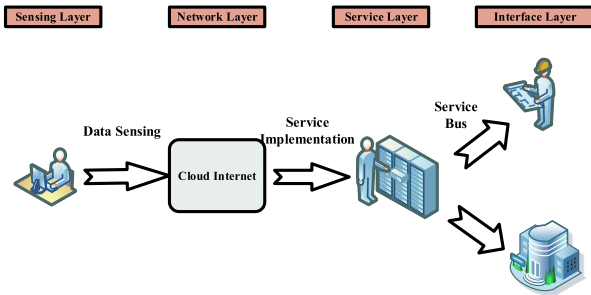 Sensing Layer
Network Layer
Service Layer
Interface Layer
Data Sensing
Cloud Internet
Service
Implementation
Service
Bus